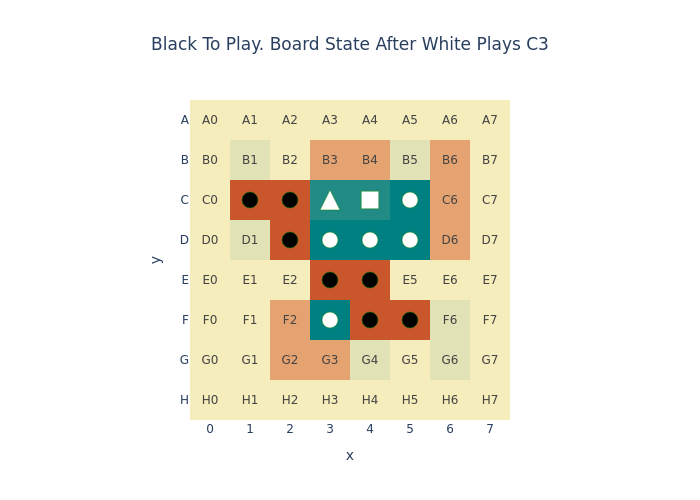 Black To Play. Board State After White Plays C3
A A0 A1 A2 A3 A4 A5 A6 A7
B B0 B1 B2 B3 B4 B5 B6 B7
C C0 C6 C7
D D0 D1 D6 D7
y
E E0 E1 E2 E5 E6 E7
F F0 F1 F2 F6 F7
G G0 G1 G2 G3 G4 G5 G6 G7
H H0 H1 H2 H3 H4 H5 H6 H7
0 1 2 3 4 5 6 7
x